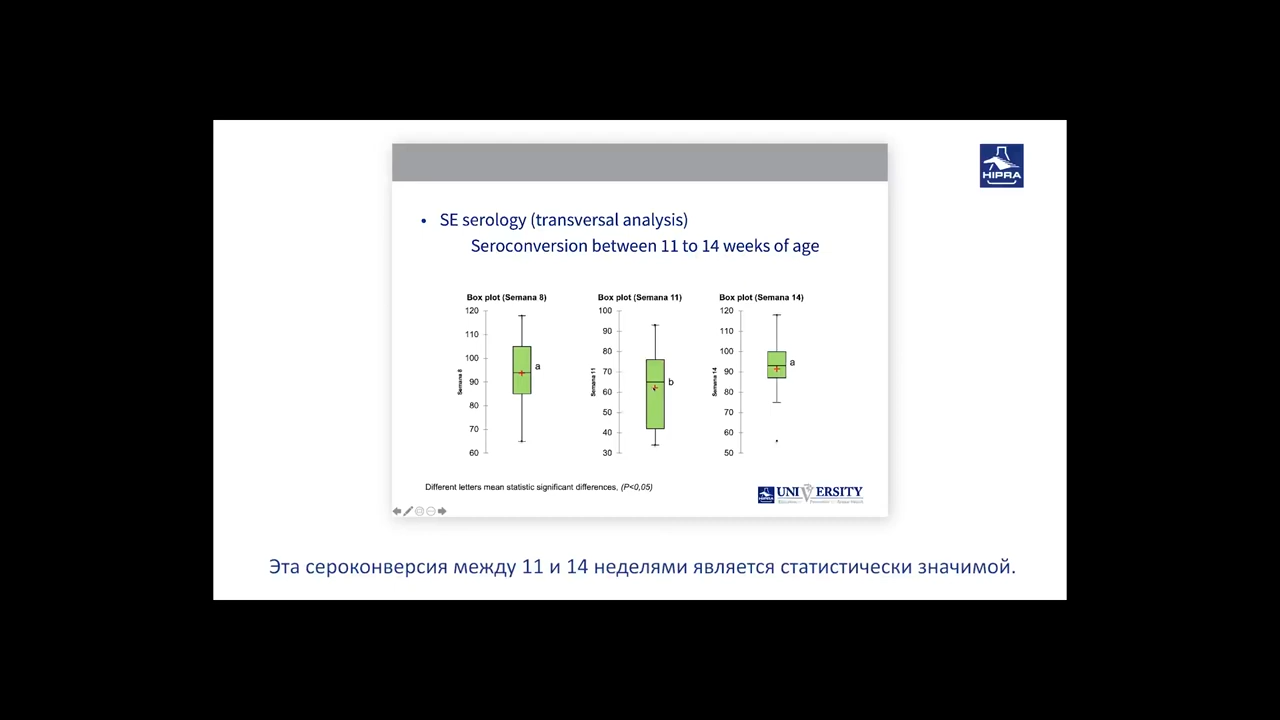 HIPRA
• SE serology (transversal analysis)
Seroconversion between 11 to 14 weeks of age
Box plot (Semana 8)
120
110
100
90
80
70
60
Semana 8
a
Box plot (Semana 11)
100
90
80
70
60
50
40
30
Semana 11
b
Box plot (Semana 14)
120
110
100
90
80
70
60
50
Semana 14
a
Different letters mean statistic significant differences, (P<0,05)
HIPRA UNIVERSITY
Эта сероконверсия между 11 и 14 неделями является статистически значимой.